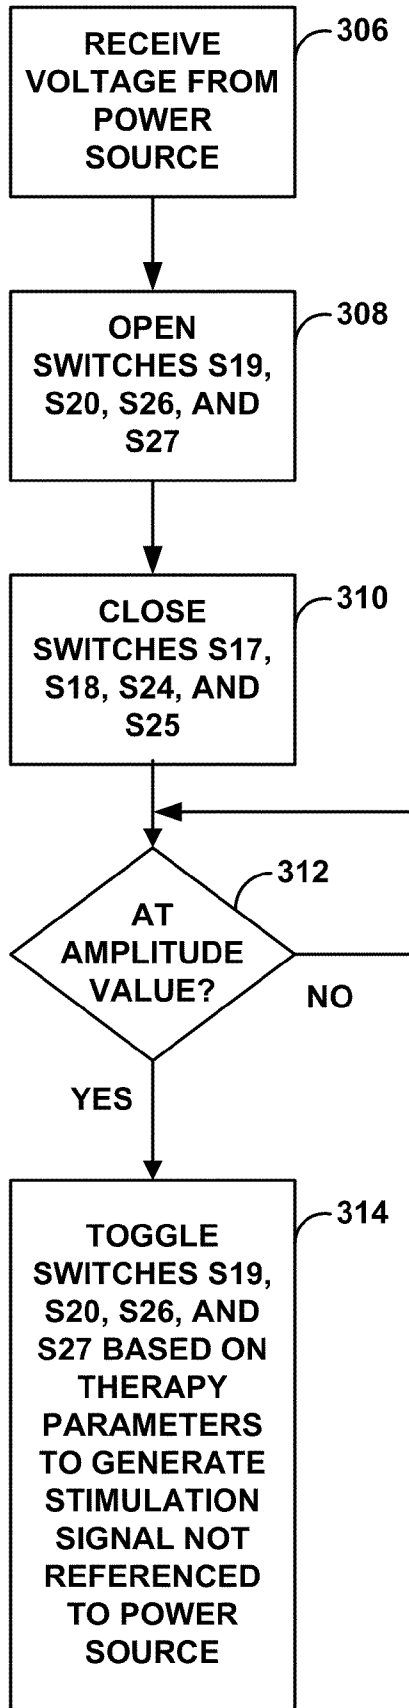 RECEIVE
VOLTAGE FROM
POWER
SOURCE
306
OPEN
SWITCHES S19,
S20, S26, AND
S27
308
CLOSE
SWITCHES S17,
S18, S24, AND
S25
310
AT
AMPLITUDE
VALUE?
312
NO
YES
TOGGLE
SWITCHES S19,
S20, S26, AND
S27 BASED ON
THERAPY
PARAMETERS
TO GENERATE
STIMULATION
SIGNAL NOT
REFERENCED
TO POWER
SOURCE
314